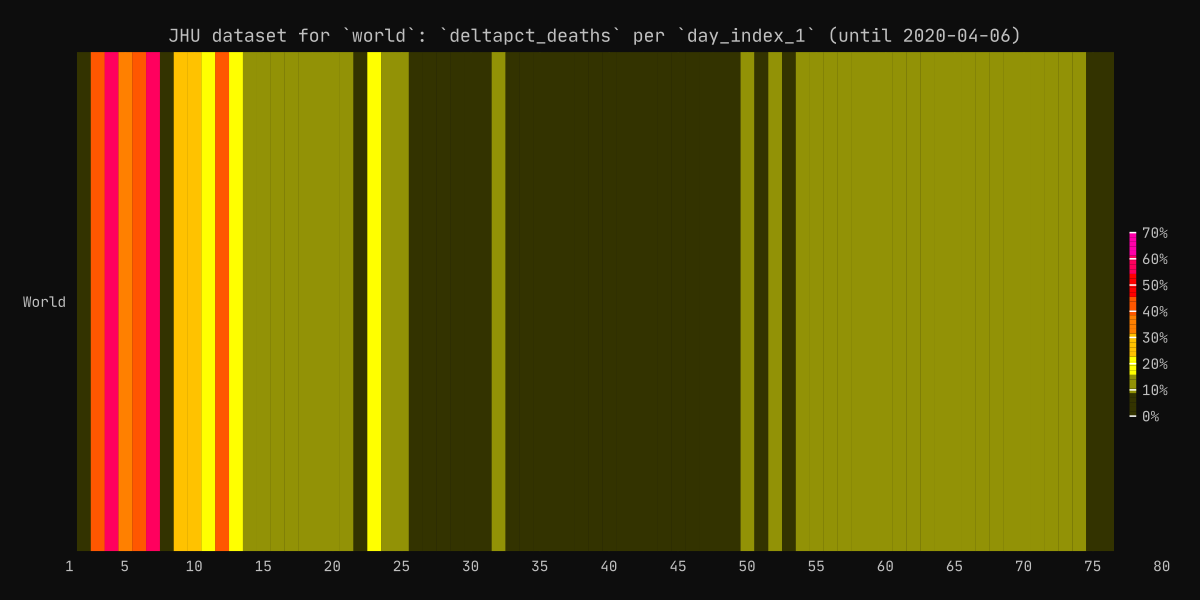 JHU dataset for `world`: `deltapct_deaths` per `day_index_1` (until 2020-04-06)
World
70%
60%
50%
40%
30%
20%
10%
0%
1 5 10 15 20 25 30 35 40 45 50 55 60 65 70 75 80